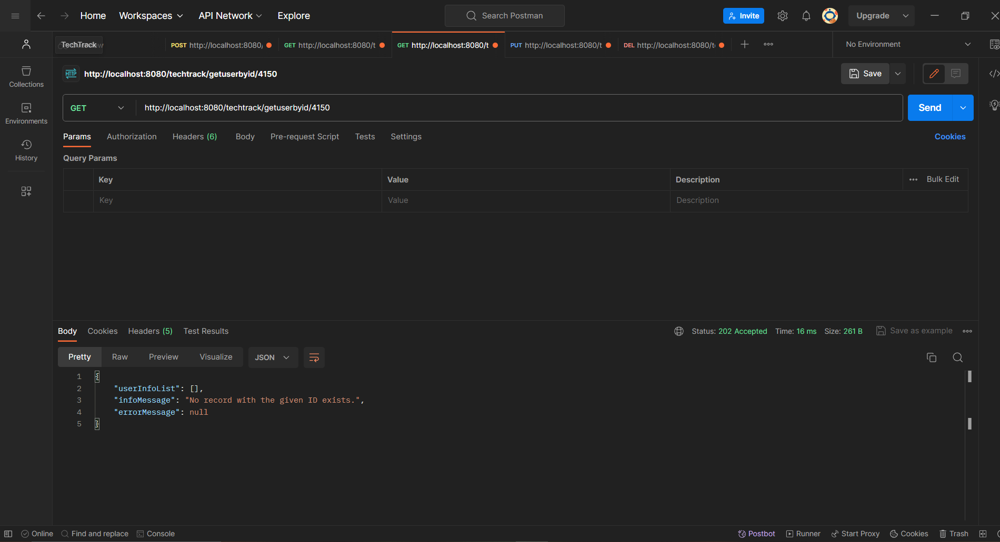 Home Workspaces API Network Explore Search Postman Invite Upgrade
TechTrack POST http://localhost:8080/ GET http://localhost:8080/t GET http://localhost:8080/t PUT http://localhost:8080/t DEL http://localhost:8080/t No Environment
HTTP http://localhost:8080/techtrack/getuserbyid/4150 Save
Collections
GET http://localhost:8080/techtrack/getuserbyid/4150 Send
Environments
Params Authorization Headers (6) Body Pre-request Script Tests Settings Cookies
History
Query Params
Key Value Description Bulk Edit
Key Value Description
Body Cookies Headers (5) Test Results Status: 202 Accepted Time: 16 ms Size: 261 B Save as example
Pretty Raw Preview Visualize JSON
1 {
2 "userInfoList": [],
3 "infoMessage": "No record with the given ID exists.",
4 "errorMessage": null
5 }
Online Find and replace Console Postbot Runner Start Proxy Cookies Trash